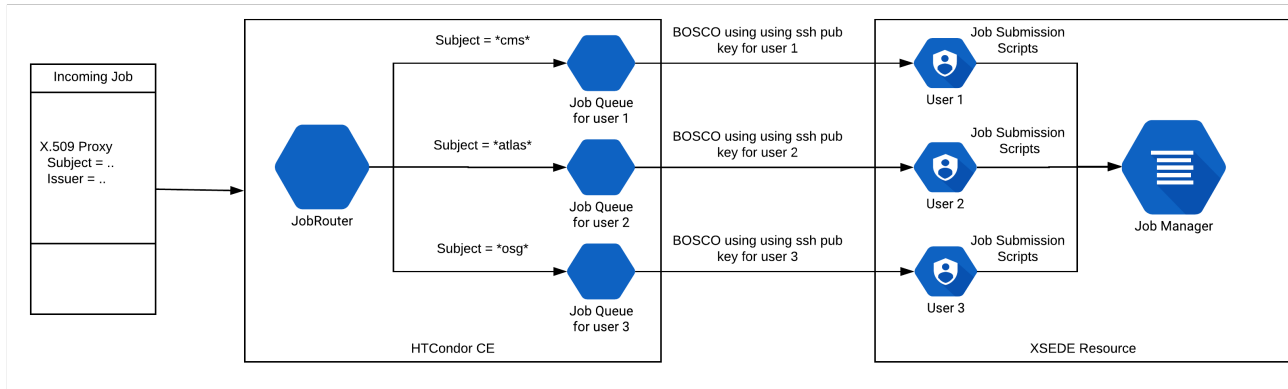 Incoming Job
X.509 Proxy
Subject = ..
Issuer = ..
JobRouter
Subject = *cms*
Job Queue
for user 1
Subject = *atlas*
Job Queue
for user 2
Subject = *osg*
Job Queue
for user 3
HTCondor CE
BOSCO using using ssh pub
key for user 1
BOSCO using using ssh pub
key for user 2
BOSCO using using ssh pub
key for user 3
Job Submission
Scripts
User 1
Job Submission
Scripts
User 2
Job Submission
Scripts
User 3
Job Manager
XSEDE Resource